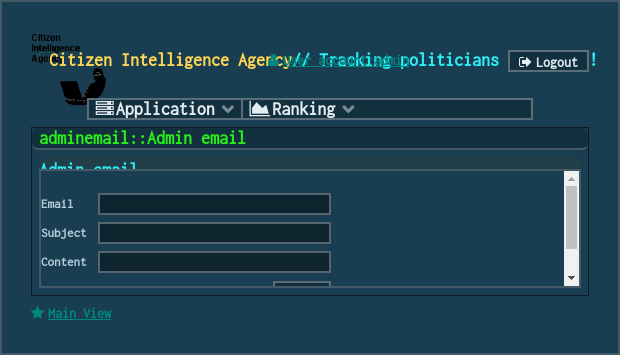 Citizen
Intelligence
Agency
Citizen Intelligence Agency// Tracking politicians !
Logout
Application
Ranking
adminemail::Admin email
Admin email
Email
Subject
Content
Main View